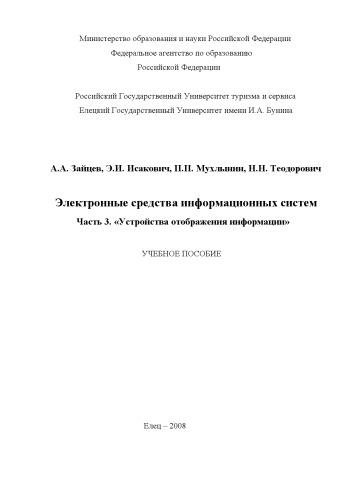 Министерство образования и науки Российской Федерации
Федеральное агентство по образованию
Российской Федерации
Российский Государственный Университет туризма и сервиса
Елецкий Государственный Университет имени И.А. Бунина
А.А. Зайцев, Э.И. Исакович, П.П. Мухлынин, Н.Н. Теодорович
Электронные средства информационных систем
Часть 3. «Устройства отображения информации»
УЧЕБНОЕ ПОСОБИЕ
Елец – 2008